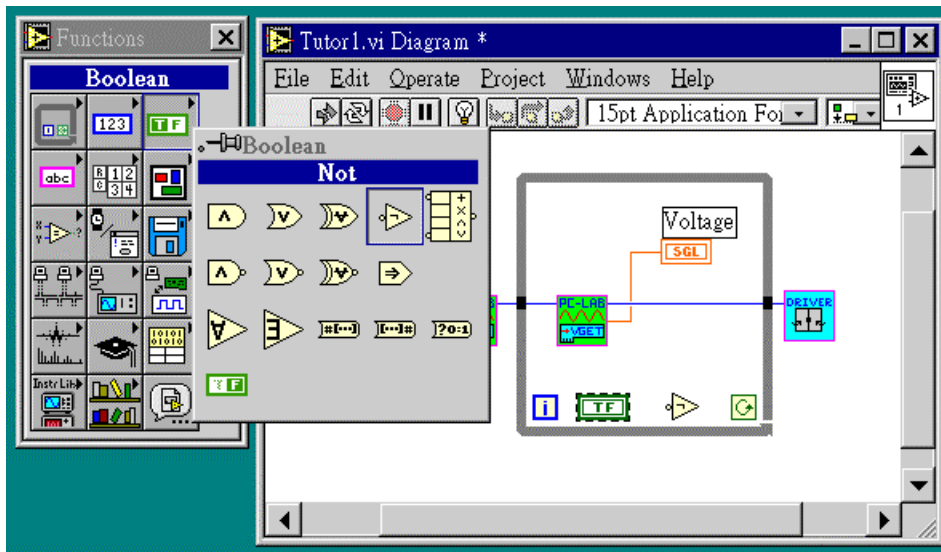 Functions
Boolean
123
TF
abc
Instr Lib
Boolean
Not
Tutor1.vi Diagram *
File Edit Operate Project Windows Help
15pt Application Fo
1
Voltage
SGL
PC-LAB
VGET
DRIVER
i
TF